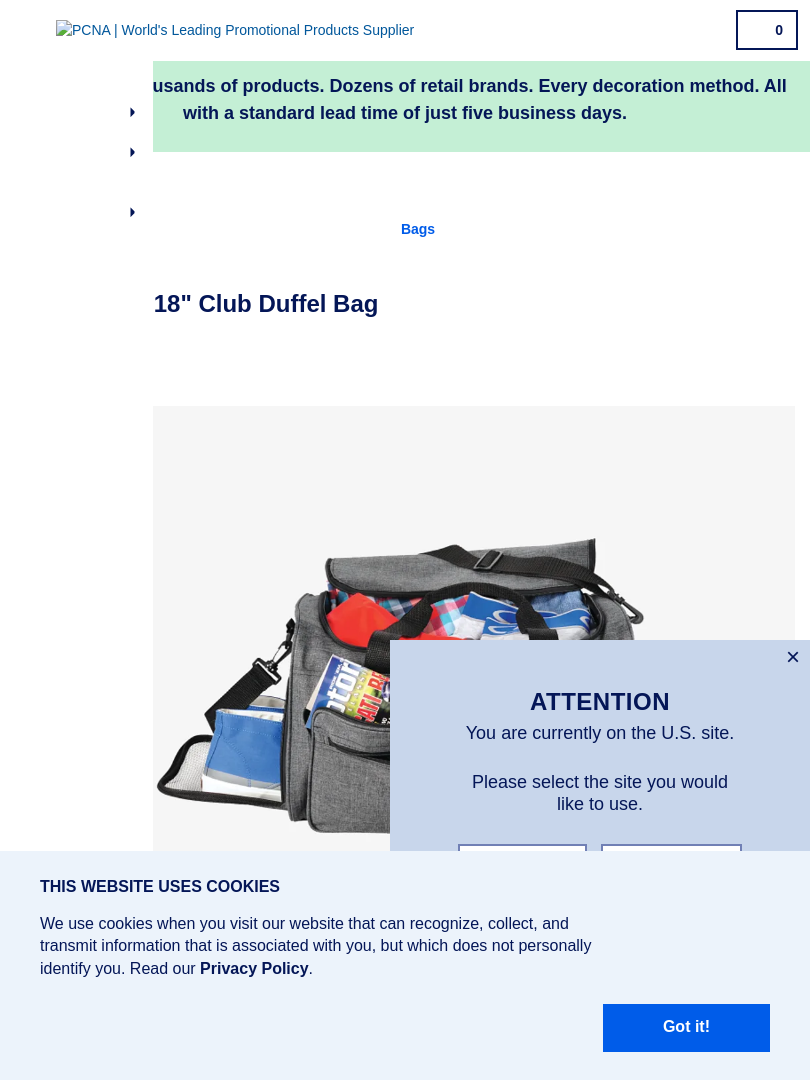 PCNA | World's Leading Promotional Products Supplier
0
usands of products. Dozens of retail brands. Every decoration method. All
with a standard lead time of just five business days.
Bags
18" Club Duffel Bag
ATTENTION
You are currently on the U.S. site.
Please select the site you would
like to use.
THIS WEBSITE USES COOKIES
We use cookies when you visit our website that can recognize, collect, and
transmit information that is associated with you, but which does not personally
identify you. Read our Privacy Policy.
Got it!